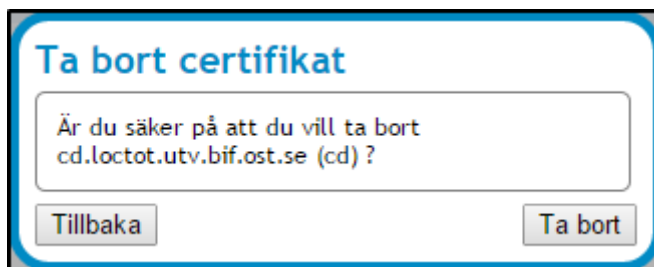 Ta bort certifikat
Är du säker på att du vill ta bort
cd.loctot.utv.bif.ost.se (cd) ?
Tillbaka
Ta bort